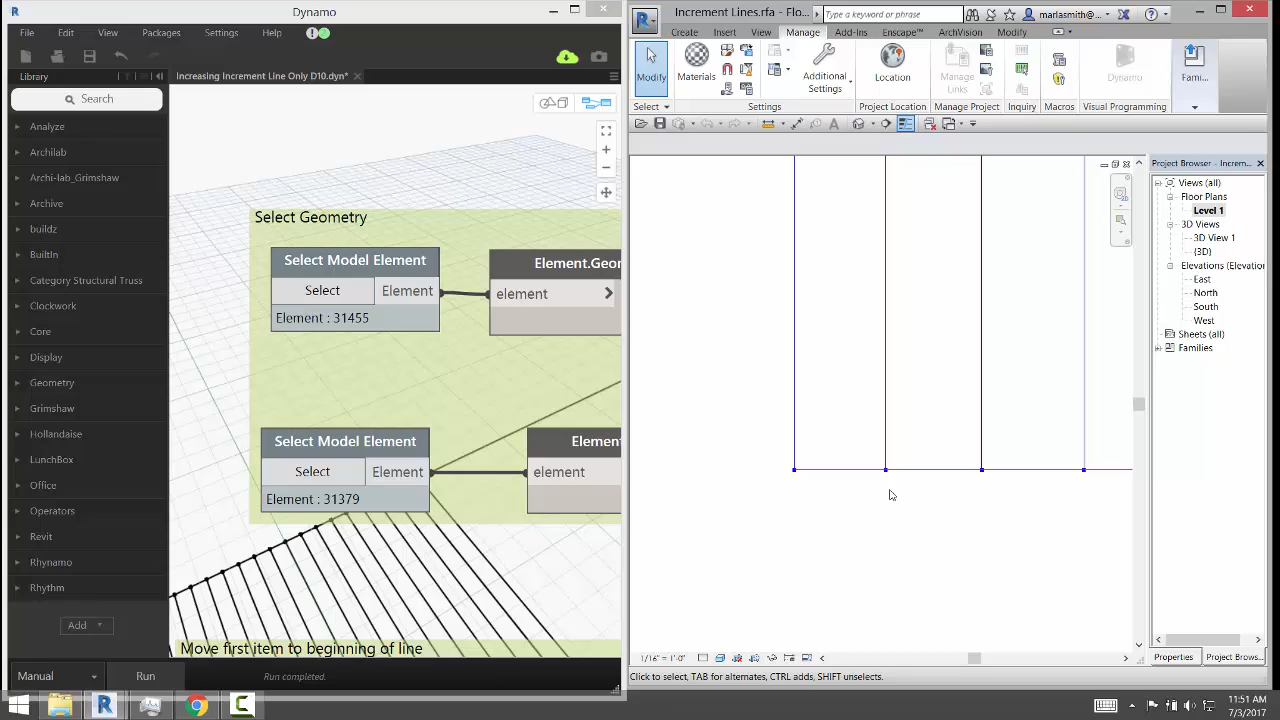 Dynamo
File Edit View Packages Settings Help
Library
Increasing Increment Line Only D10.dyn*
Search
Analyze
Archilab
Archi-lab_Grimshaw
Archive
buildz
BuiltIn
Category Structural Truss
Clockwork
Core
Display
Geometry
Grimshaw
Hollandaise
LunchBox
Office
Operators
Revit
Rhynamo
Rhythm
Add
Manual
Run
Run completed.
Select Geometry
Select Model Element
Select
Element
Element : 31455
Element.Geo
element
Select Model Element
Select
Element
Element : 31379
Element
element
Move first item to beginning of line
Increment Lines.rfa - Flo...
Type a keyword or phrase
marlasmith@...
Create Insert View Manage Add-Ins Enscape™ ArchVision Modify
Modify
Materials
Additional Settings
Location
Manage Links
Dynamo
Fami...
Select
Settings
Project Location
Manage Project
Inquiry
Macros
Visual Programming
Project Browser - Increm...
Views (all)
Floor Plans
Level 1
3D Views
3D View 1
{3D}
Elevations (Elevation
East
North
South
West
Sheets (all)
Families
Properties
Project Brows...
1/16" = 1'-0"
Click to select, TAB for alternates, CTRL adds, SHIFT unselects.
11:51 AM
7/3/2017